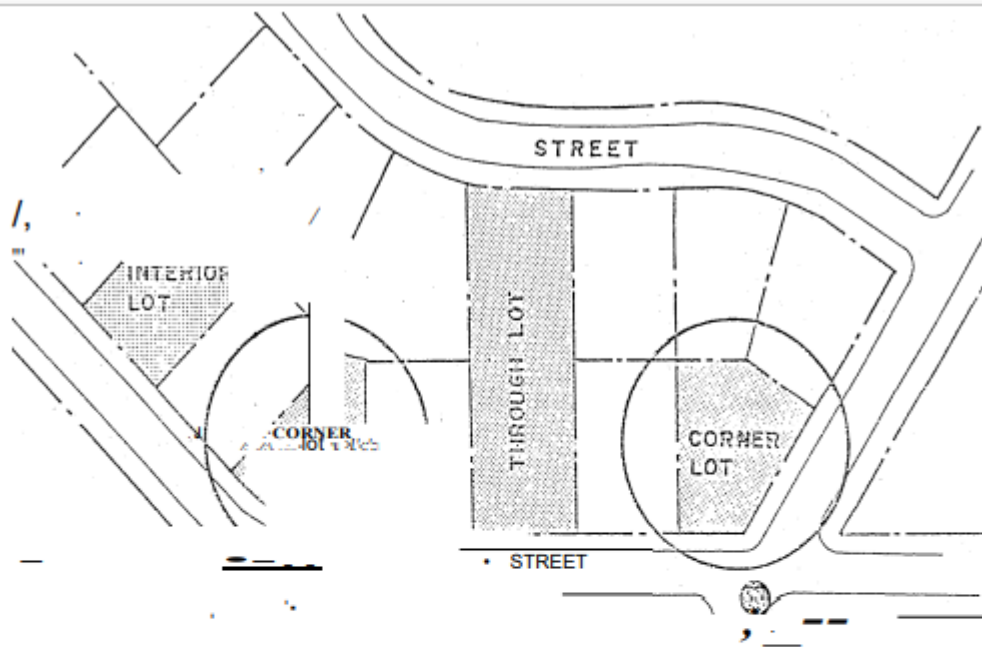 STREET
INTERIOR
LOT
THROUGH LOT
CORNER
CORNER
LOT
• STREET